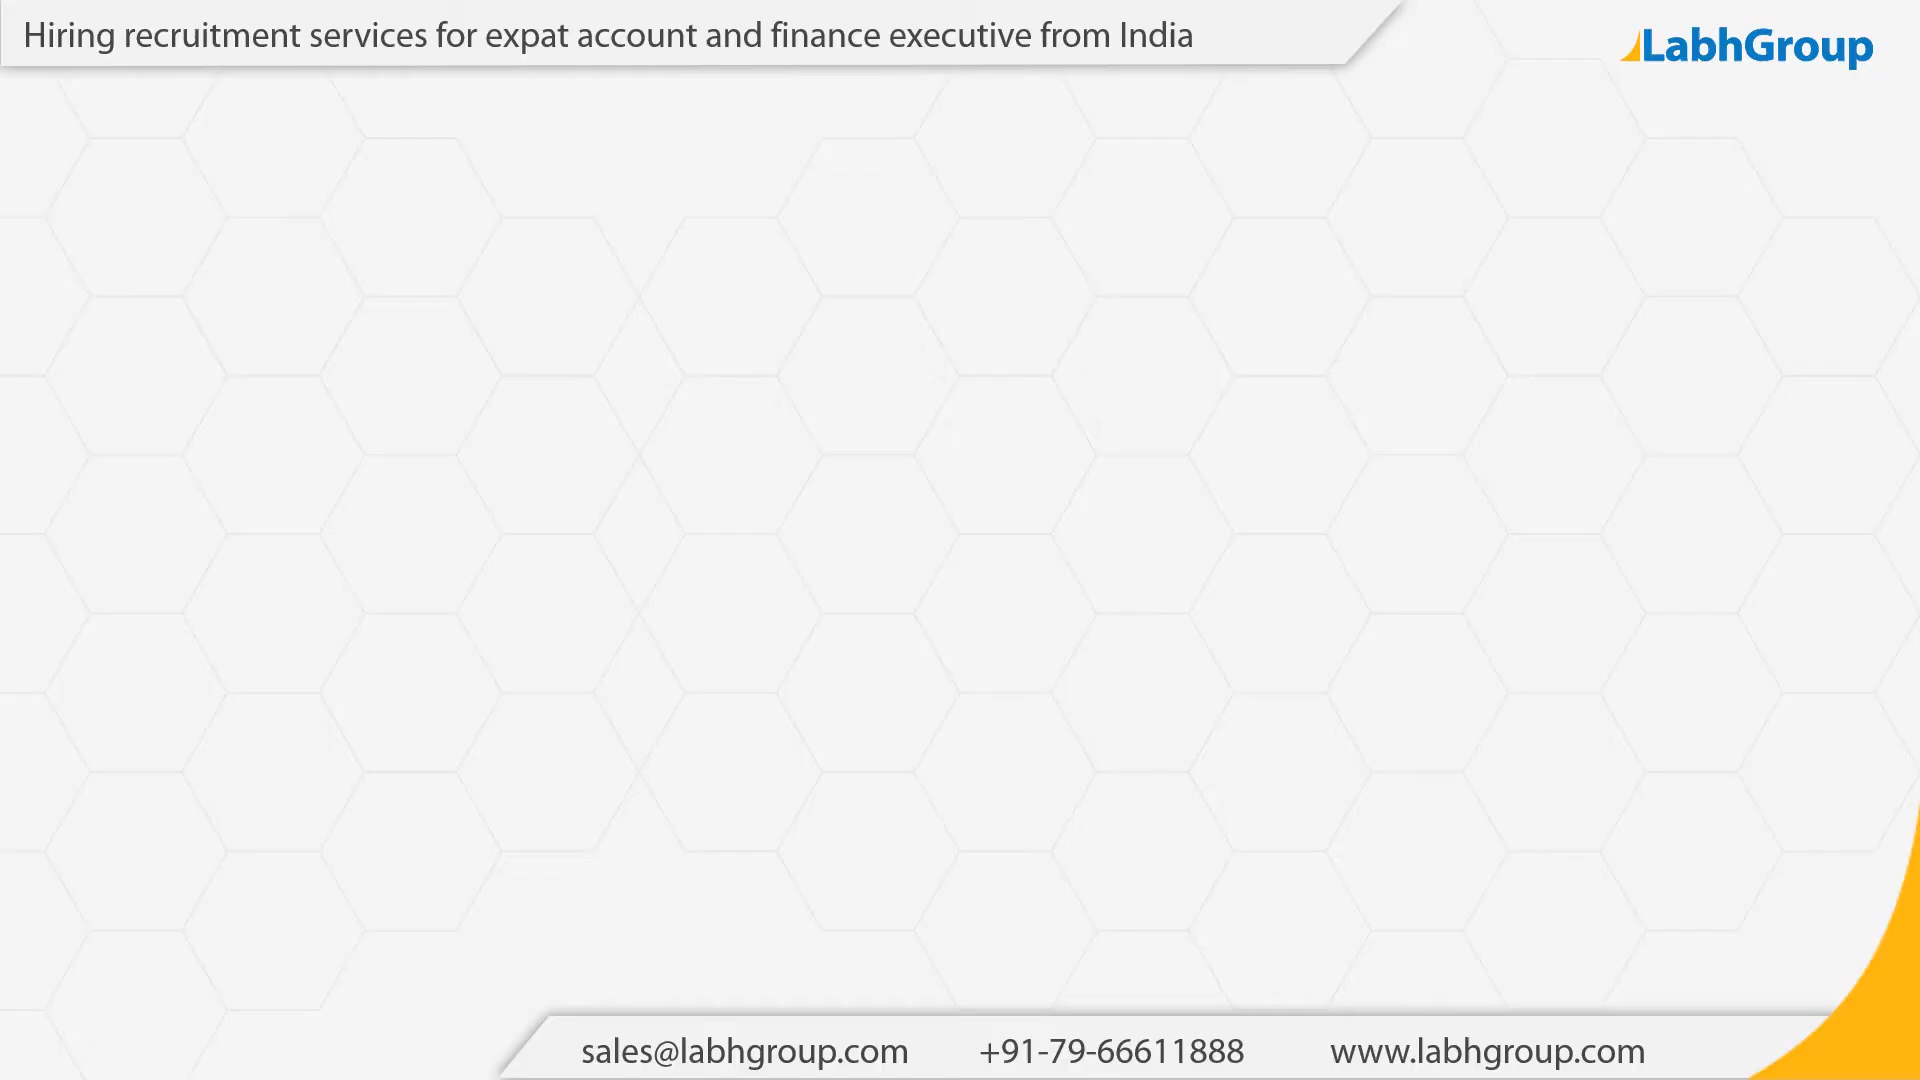 Hiring recruitment services for expat account and finance executive from India
LabhGroup
sales@labhgroup.com +91-79-66611888 www.labhgroup.com